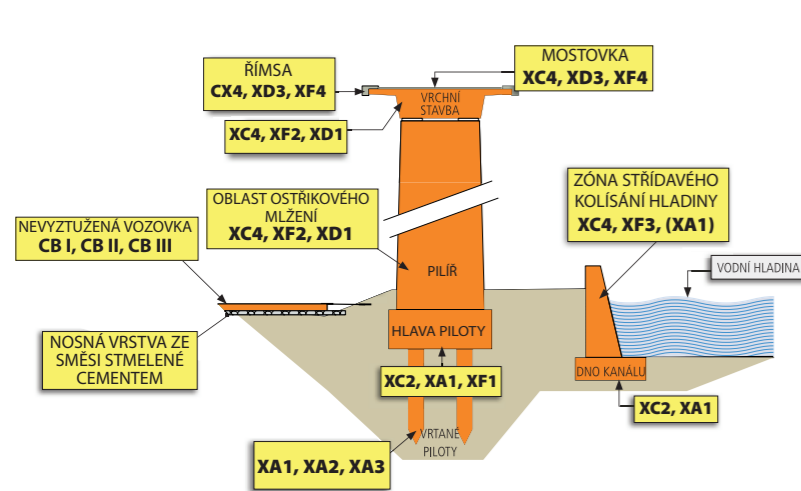 ŘÍMSA
CX4, XD3, XF4
MOSTOVKA
XC4, XD3, XF4
VRCHNÍ
STAVBA
XC4, XF2, XD1
OBLAST OSTŘIKOVÉHO
MLŽENÍ
XC4, XF2, XD1
ZÓNA STŘÍDAVÉHO
KOLÍSÁNÍ HLADINY
XC4, XF3, (XA1)
NEVYZTUŽENÁ VOZOVKA
CB I, CB II, CB III
PILÍŘ
VODNÍ HLADINA
NOSNÁ VRSTVA ZE
SMĚSI STMELENÉ
CEMENTEM
HLAVA PILOTY
XC2, XA1, XF1
DNO KANÁLU
XC2, XA1
VRTANÉ
PILOTY
XA1, XA2, XA3